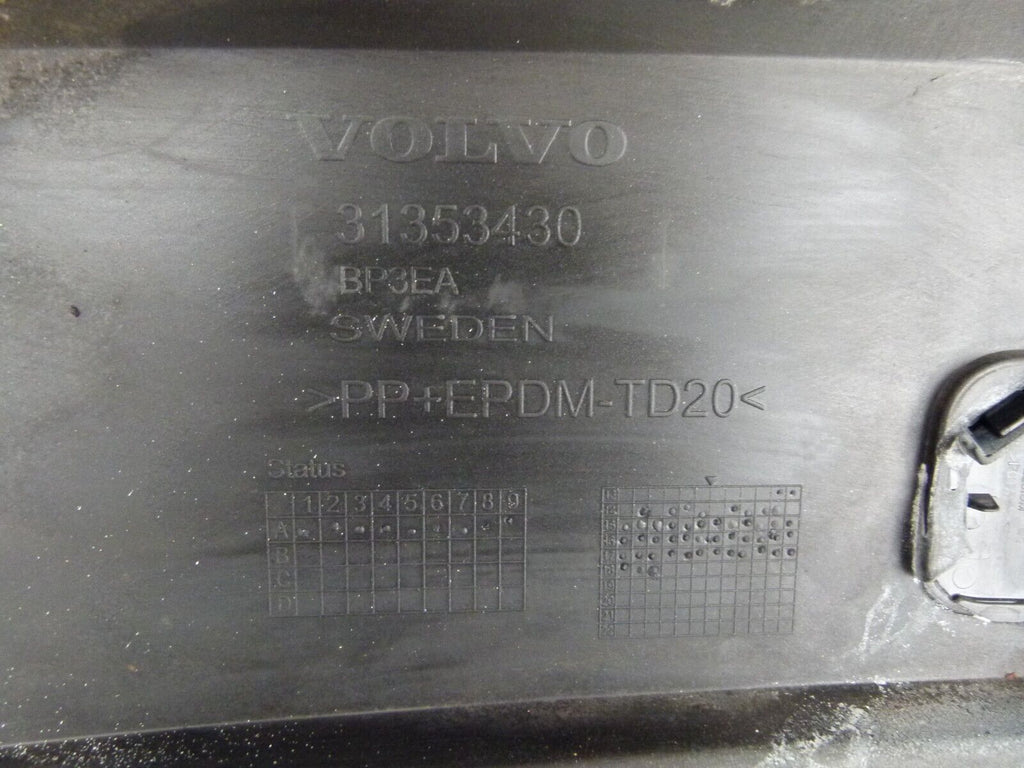 VOLVO
31353430
BP3EA
SWEDEN
>PP+EPDM-TD20<
Status
1 2 3 4 5 6 7 8 9
A
B
C
D